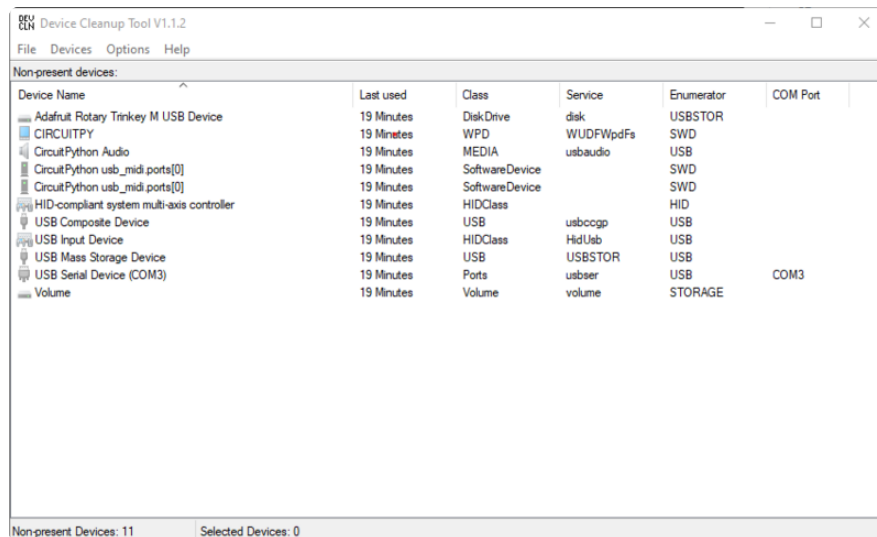 DEV CLN Device Cleanup Tool V1.1.2
File Devices Options Help
Non-present devices:
Device Name Last used Class Service Enumerator COM Port
Adafruit Rotary Trinkey M USB Device 19 Minutes DiskDrive disk USBSTOR
CIRCUITPY 19 Minutes WPD WUDFWpdFs SWD
CircuitPython Audio 19 Minutes MEDIA usbaudio USB
CircuitPython usb_midi.ports[0] 19 Minutes SoftwareDevice SWD
CircuitPython usb_midi.ports[0] 19 Minutes SoftwareDevice SWD
HID-compliant system multi-axis controller 19 Minutes HIDClass HID
USB Composite Device 19 Minutes USB usbccgp USB
USB Input Device 19 Minutes HIDClass HidUsb USB
USB Mass Storage Device 19 Minutes USB USBSTOR USB
USB Serial Device (COM3) 19 Minutes Ports usbser USB COM3
Volume 19 Minutes Volume volume STORAGE
Non-present Devices: 11 Selected Devices: 0